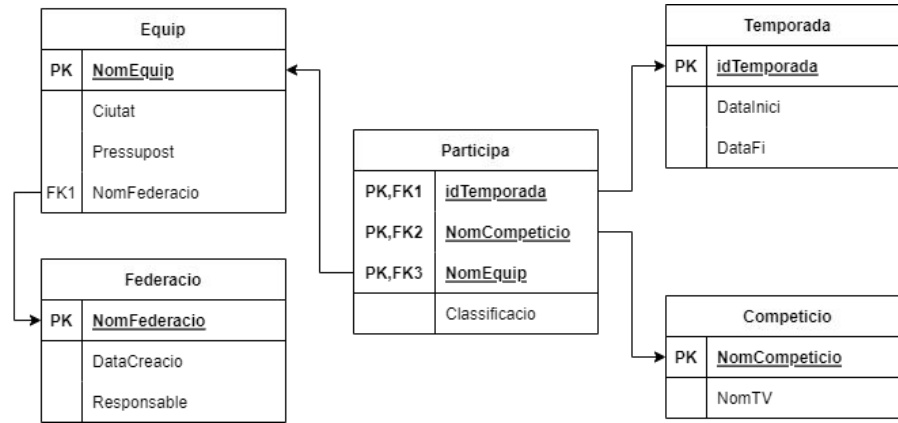 Equip
PK NomEquip
Ciutat
Pressupost
FK1 NomFederacio
Federacio
PK NomFederacio
DataCreacio
Responsable
Participa
PK,FK1 idTemporada
PK,FK2 NomCompeticio
PK,FK3 NomEquip
Classificacio
Temporada
PK idTemporada
DataInici
DataFi
Competicio
PK NomCompeticio
NomTV